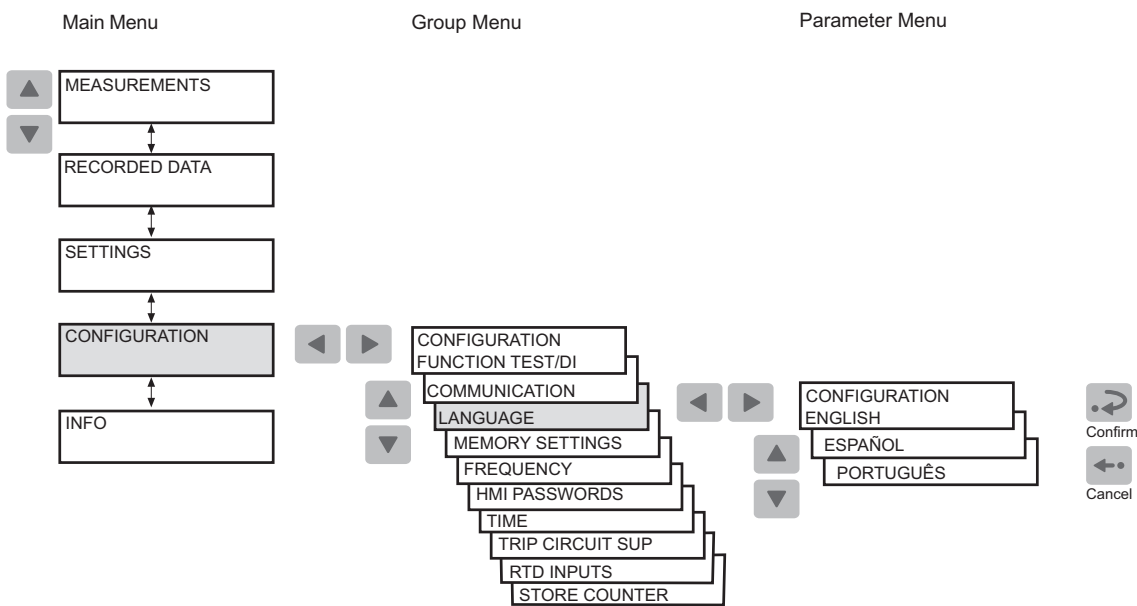 Main Menu
Group Menu
Parameter Menu
MEASUREMENTS
RECORDED DATA
SETTINGS
CONFIGURATION
INFO
CONFIGURATION
FUNCTION TEST/DI
COMMUNICATION
LANGUAGE
MEMORY SETTINGS
FREQUENCY
HMI PASSWORDS
TIME
TRIP CIRCUIT SUP
RTD INPUTS
STORE COUNTER
CONFIGURATION
ENGLISH
ESPAÑOL
PORTUGUÊS
Confirm
Cancel